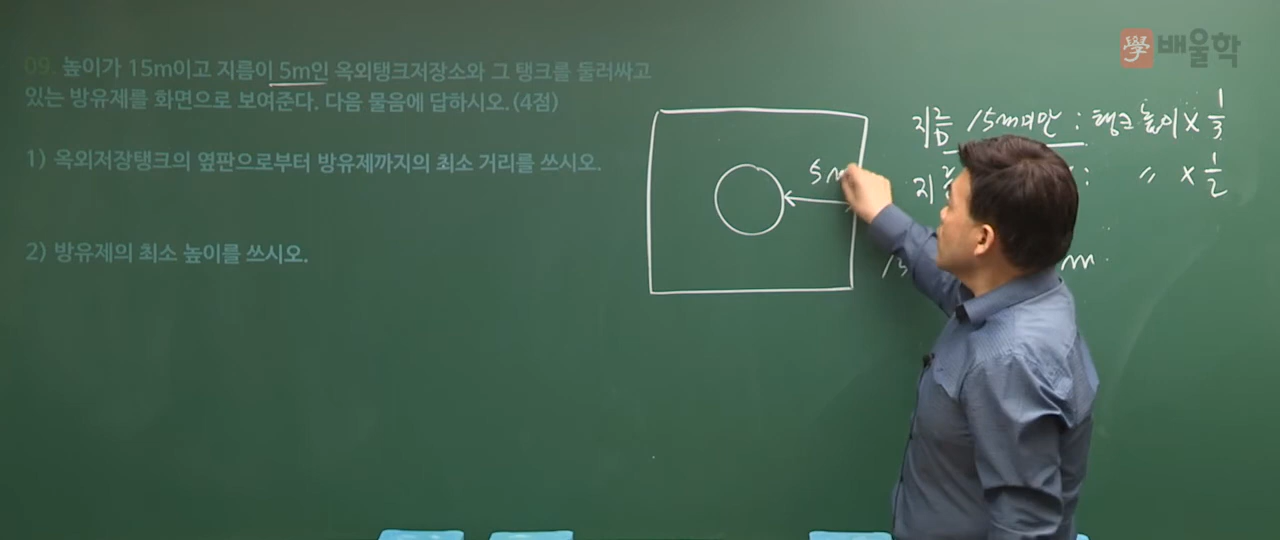 배울학
09. 높이가 15m이고 지름이 5m인 옥외탱크저장소와 그 탱크를 둘러싸고
있는 방유제를 화면으로 보여준다. 다음 물음에 답하시오. (4점)
1) 옥외저장탱크의 옆판으로부터 방유제까지의 최소 거리를 쓰시오.
2) 방유제의 최소 높이를 쓰시오.
5m
지름 15m미만 : 탱크 높이 × 1/3
지 : 〃 × 1/2
m.